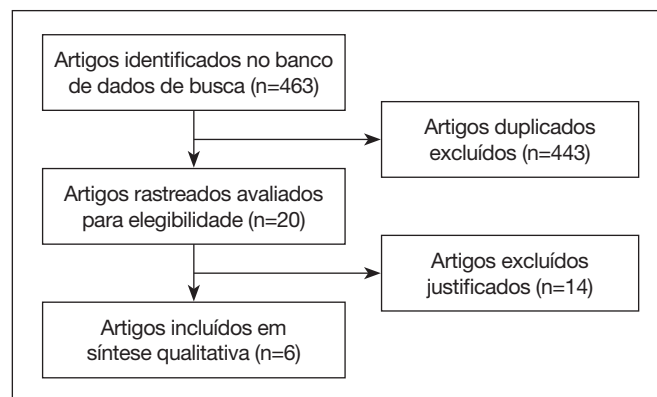 Artigos identificados no banco
de dados de busca (n=463)
Artigos duplicados
excluídos (n=443)
Artigos rastreados avaliados
para elegibilidade (n=20)
Artigos excluídos
justificados (n=14)
Artigos incluídos em
síntese qualitativa (n=6)